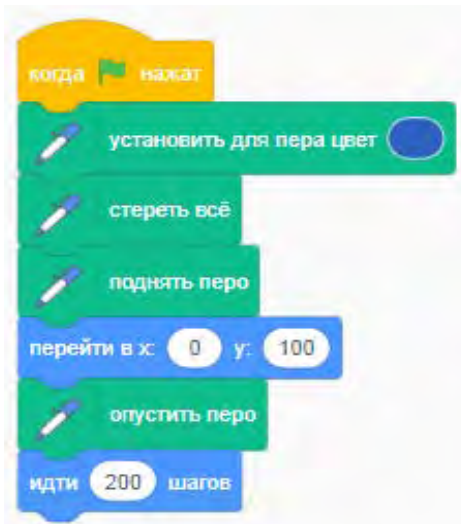 когда нажат
установить для пера цвет
стереть всё
поднять перо
перейти в x: 0 y: 100
опустить перо
идти 200 шагов